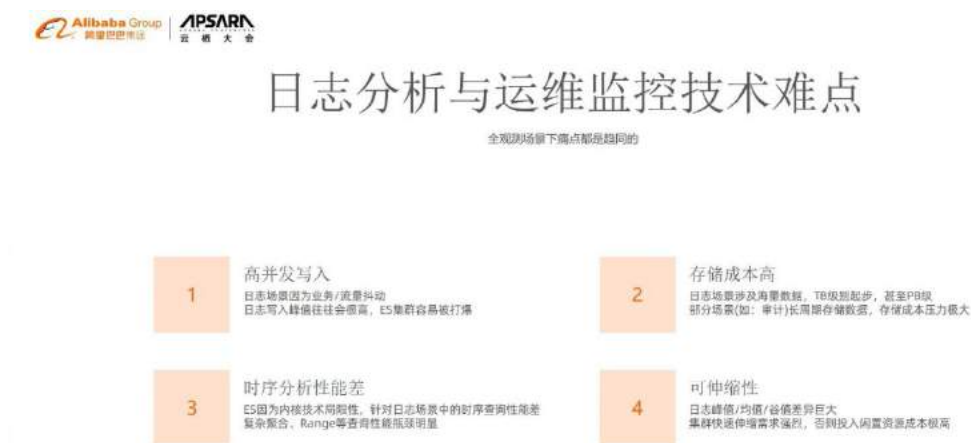 Alibaba Group
阿里巴巴集团
APSARA
云栖大会
日志分析与运维监控技术难点
全观测场景下痛点都是趋同的
1
高并发写入
日志场景因为业务/流量抖动
日志写入峰值往往会很高，ES集群容易被打爆
2
存储成本高
日志场景涉及海量数据，TB级别起步，甚至PB级
部分场景(如：审计)长周期存储数据，存储成本压力极大
3
时序分析性能差
ES因为内核技术局限性，针对日志场景中的时序查询性能差
复杂聚合、Range等查询性能瓶颈明显
4
可伸缩性
日志峰值/均值/谷值差异巨大
集群快速伸缩需求强烈，否则投入闲置资源成本极高